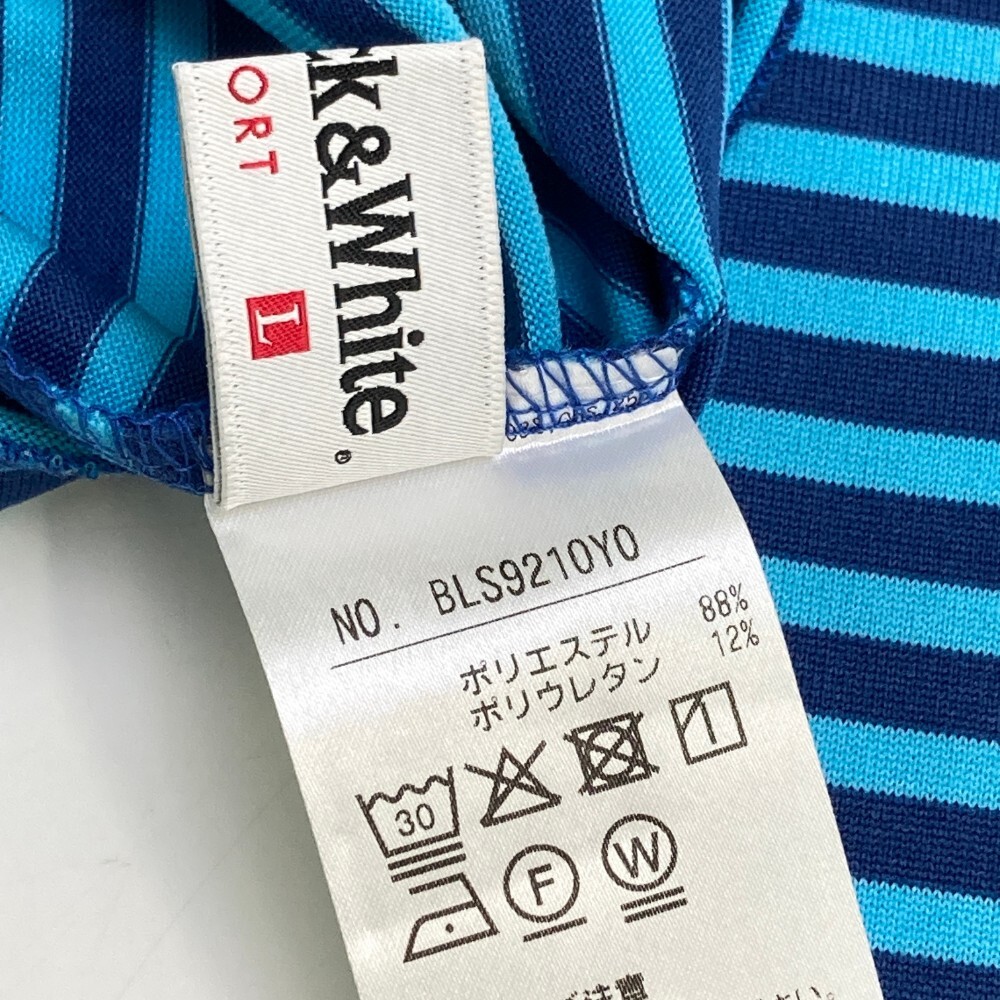 ck&White®
ORT
L
NO. BLS9210Y0
ポリエステル 88%
ポリウレタン 12%
30
F
W